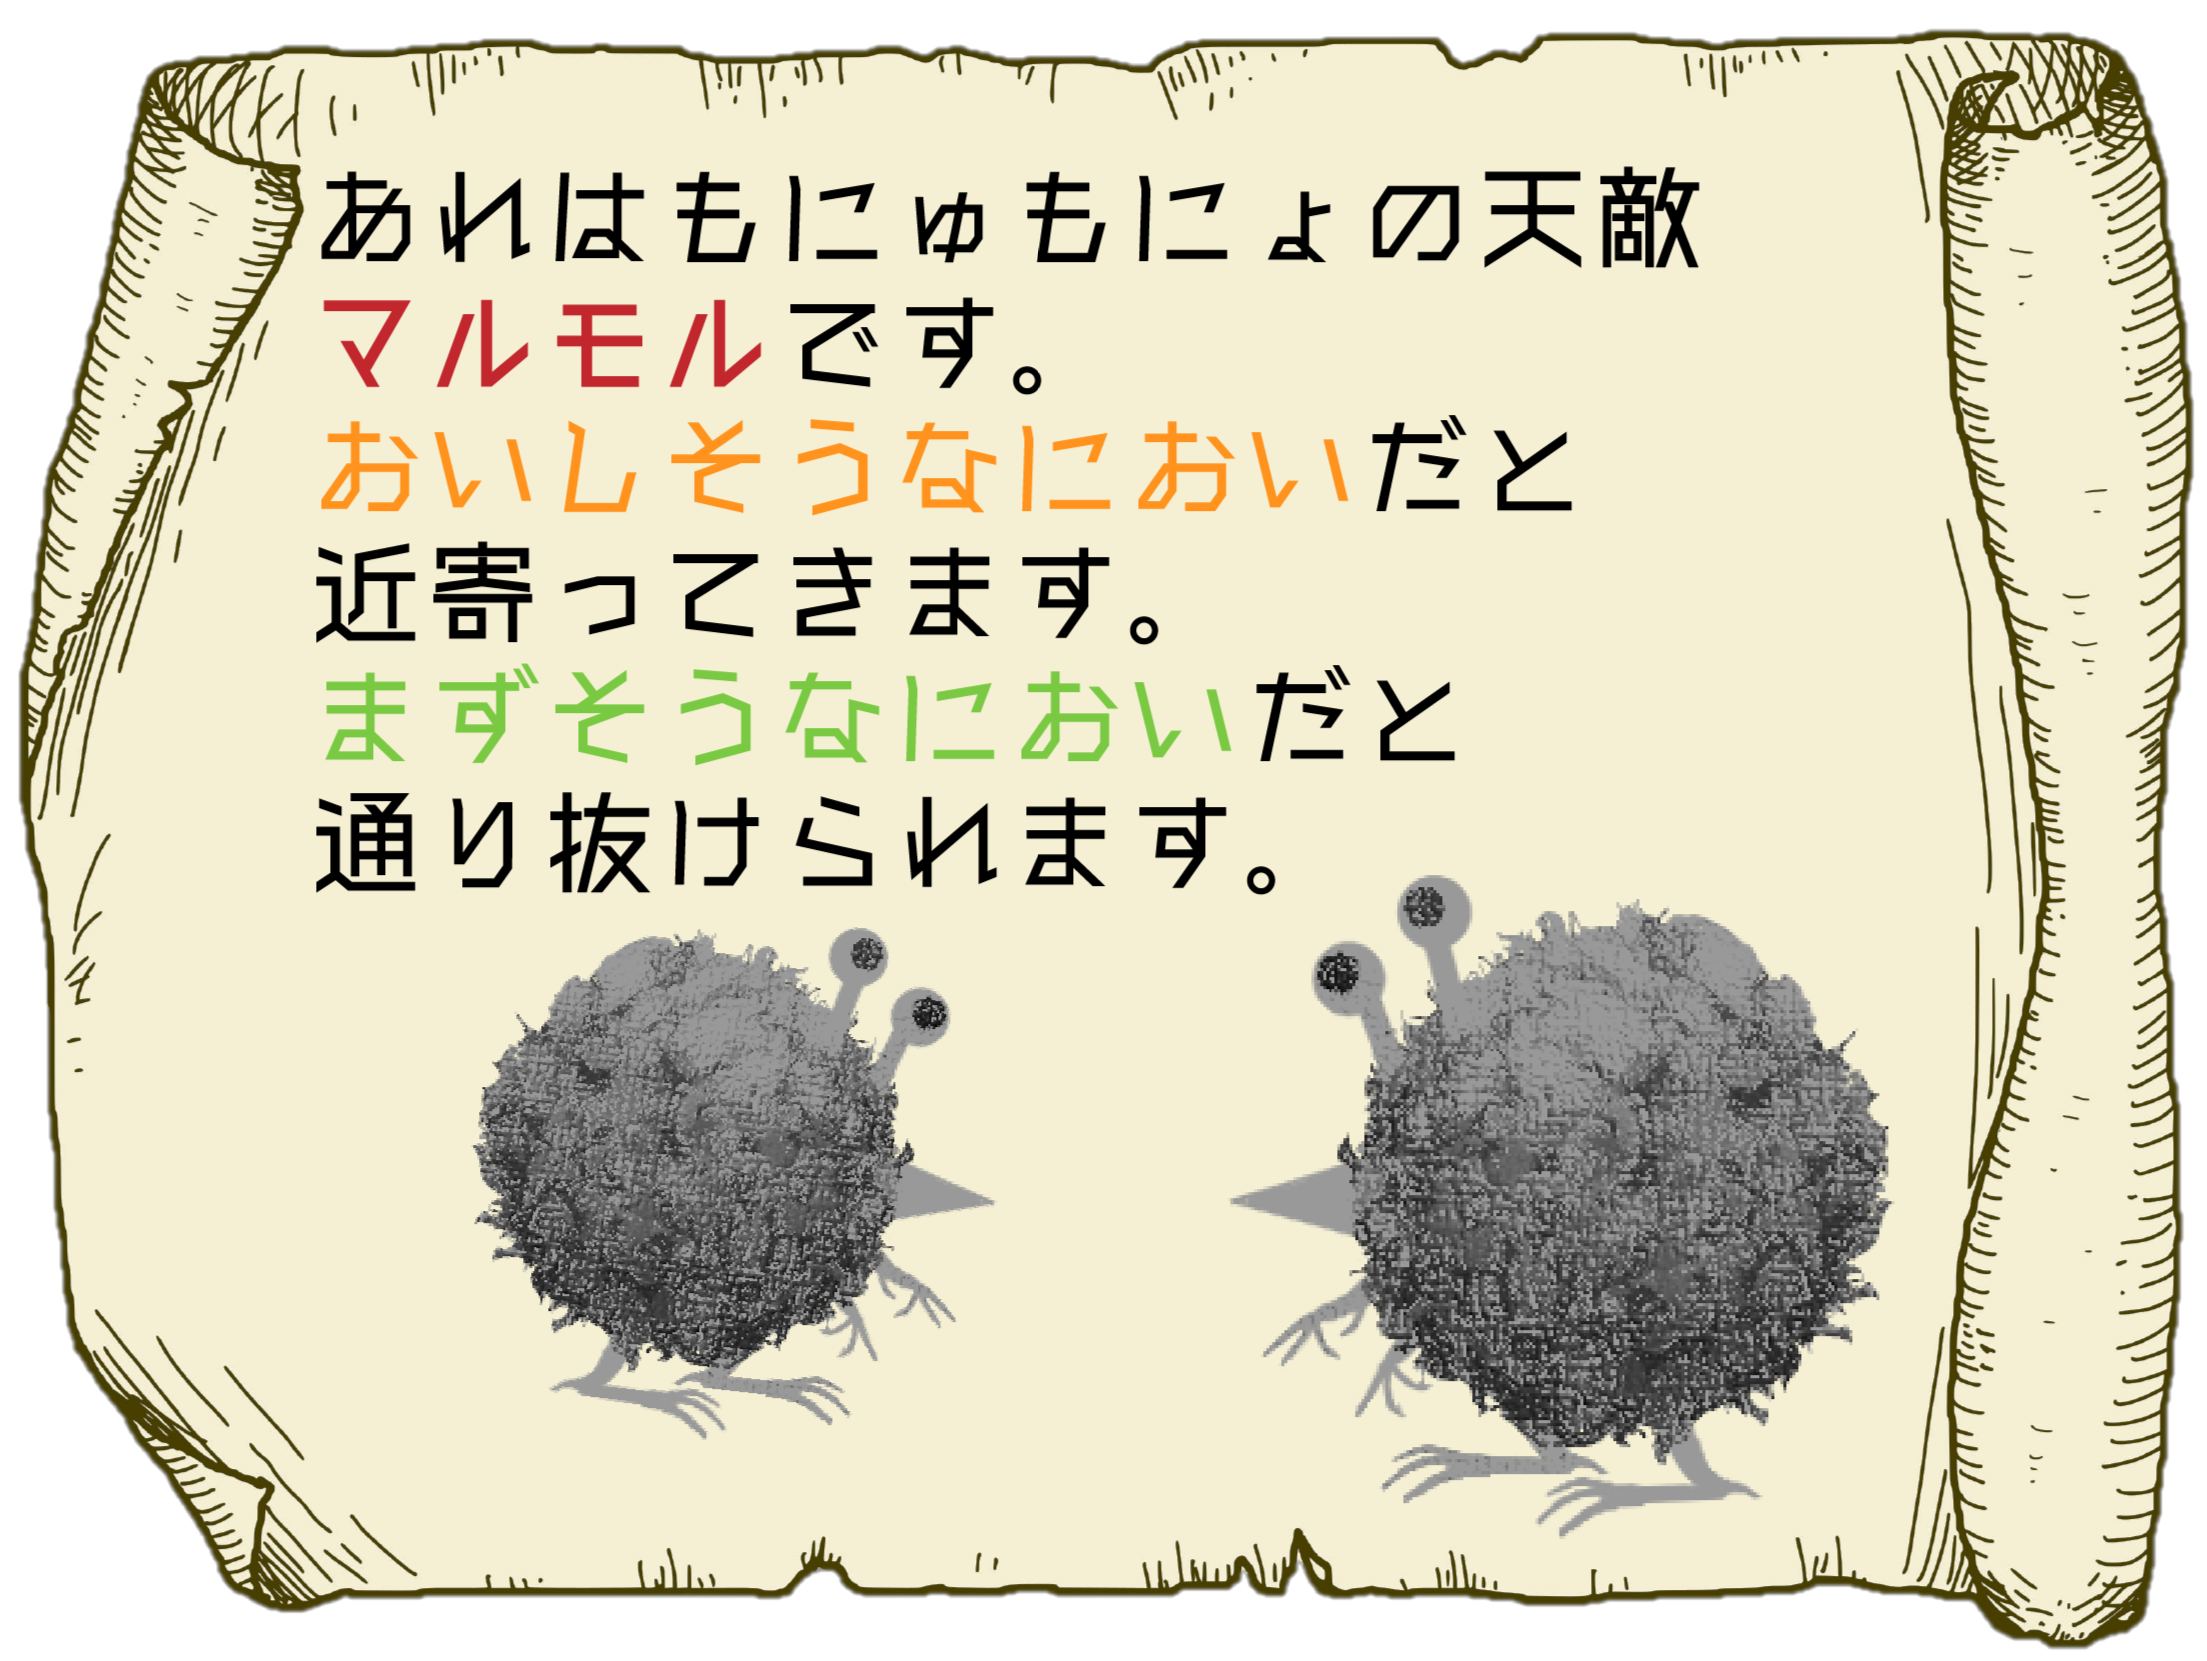 あれはもにゅもにょの天敵
マルモルです。
おいしそうなにおいだと
近寄ってきます。
まずそうなにおいだと
通り抜けられます。